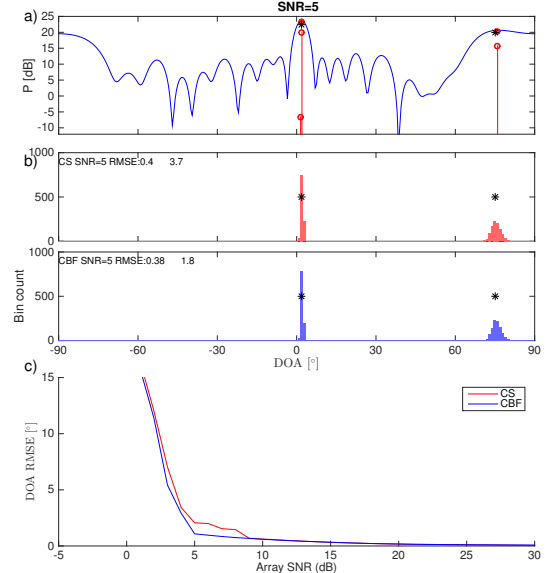 SNR=5
a)
P [dB]
25
20
15
10
5
0
-5
-10
b)
CS SNR=5 RMSE:0.4 3.7
1000
500
0
CBF SNR=5 RMSE:0.38 1.8
1000
500
0
Bin count
-90 -60 -30 0 30 60 90
DOA [°]
c)
DOA RMSE [°]
15
10
5
0
CS
CBF
-5 0 5 10 15 20 25 30
Array SNR (dB)